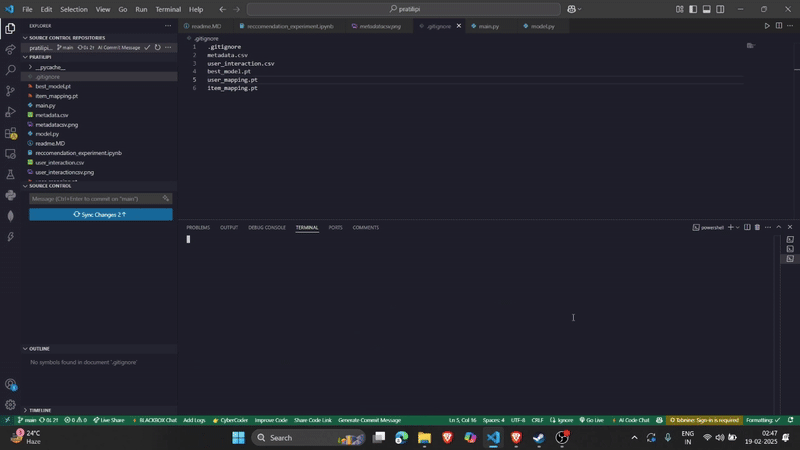 File Edit Selection View Go Run Terminal Help
pratilipi
EXPLORER
SOURCE CONTROL REPOSITORIES
pratilipi... main 0↓ 2↑ AI Commit Message
PRATILIPI
__pycache__
.gitignore
best_model.pt
item_mapping.pt
main.py
metadata.csv
metadatacsv.png
model.py
readme.MD
reccomendation_experiment.ipynb
user_interaction.csv
user_interactioncsv.png
SOURCE CONTROL
Message (Ctrl+Enter to commit on "main")
Sync Changes 2↑
OUTLINE
No symbols found in document '.gitignore'
TIMELINE
readme.MD reccomendation_experiment.ipynb metadatacsv.png .gitignore main.py model.py
.gitignore
1 .gitignore
2 metadata.csv
3 user_interaction.csv
4 best_model.pt
5 user_mapping.pt
6 item_mapping.pt
PROBLEMS OUTPUT DEBUG CONSOLE TERMINAL PORTS COMMENTS
powershell
main 0↓ 2↑ 0 0 Live Share BLACKBOX Chat Add Logs CyberCoder Improve Code Share Code Link Generate Commit Message
Ln 5, Col 16 Spaces: 4 UTF-8 CRLF Ignore Go Live AI Code Chat Tabnine: Sign-in is required Formatting: ✓
24°C
Haze
Search
ENG
IN
02:47
19-02-2025